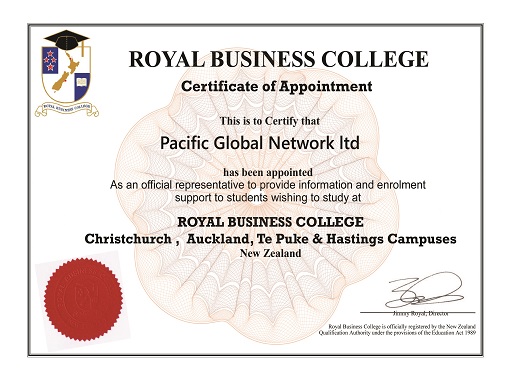 ROYAL BUSINESS COLLEGE
ROYAL BUSINESS COLLEGE
Certificate of Appointment
This is to Certify that
Pacific Global Network ltd
has been appointed
As an official representative to provide information and enrolment
support to students wishing to study at
ROYAL BUSINESS COLLEGE
Christchurch , Auckland, Te Puke & Hastings Campuses
New Zealand
Jimmy Royal, Director
Royal Business College is officially registered by the New Zealand
Qualification Authority under the provisions of the Education Act 1989